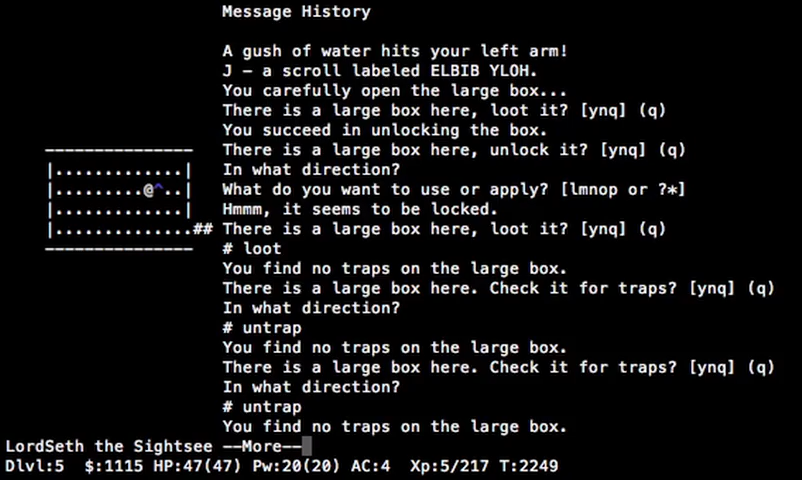 Message History
A gush of water hits your left arm!
J - a scroll labeled ELBIB YLOH.
You carefully open the large box...
There is a large box here, loot it? [ynq] (q)
You succeed in unlocking the box.
--------------- There is a large box here, unlock it? [ynq] (q)
|.............| In what direction?
|.........@^..| What do you want to use or apply? [lmnop or ?*]
|.............| Hmmm, it seems to be locked.
|..............## There is a large box here, loot it? [ynq] (q)
--------------- # loot
You find no traps on the large box.
There is a large box here. Check it for traps? [ynq] (q)
In what direction?
# untrap
You find no traps on the large box.
There is a large box here. Check it for traps? [ynq] (q)
In what direction?
# untrap
You find no traps on the large box.
LordSeth the Sightsee --More--
Dlvl:5 $:1115 HP:47(47) Pw:20(20) AC:4 Xp:5/217 T:2249